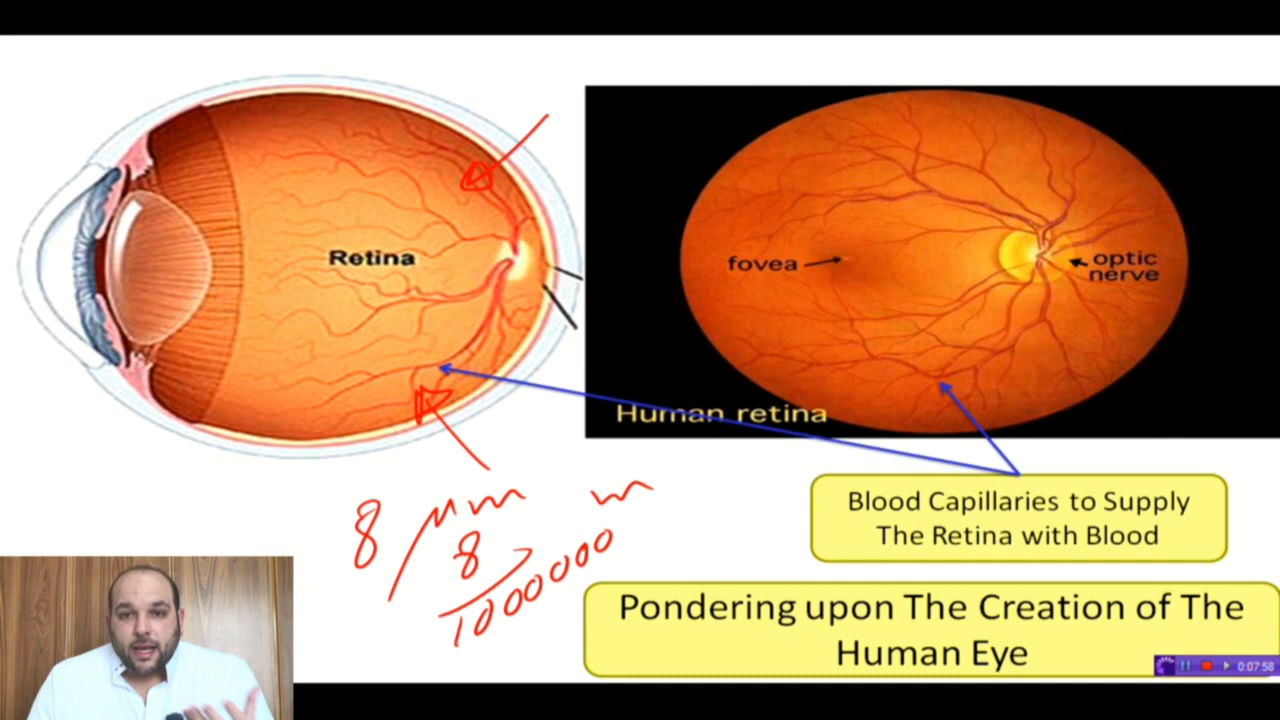 Retina
fovea
optic
nerve
Human retina
8 μm
8
1000000
m
Blood Capillaries to Supply
The Retina with Blood
Pondering upon The Creation of The
Human Eye
0:07:58